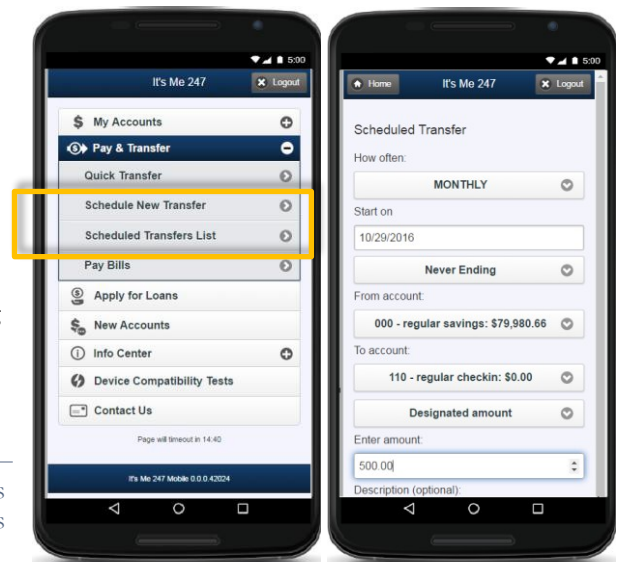 5:00
It's Me 247
Logout
My Accounts
Pay & Transfer
Quick Transfer
Schedule New Transfer
Scheduled Transfers List
Pay Bills
Apply for Loans
New Accounts
Info Center
Device Compatibility Tests
Contact Us
Page will timeout in 14:40
It's Me 247 Mobile 0.0.0.42024
s
s
5:00
Home It's Me 247 Logout
Scheduled Transfer
How often:
MONTHLY
Start on
10/29/2016
Never Ending
From account:
000 - regular savings: $79,980.66
To account:
110 - regular checkin: $0.00
Designated amount
Enter amount:
500.00
Description (optional):